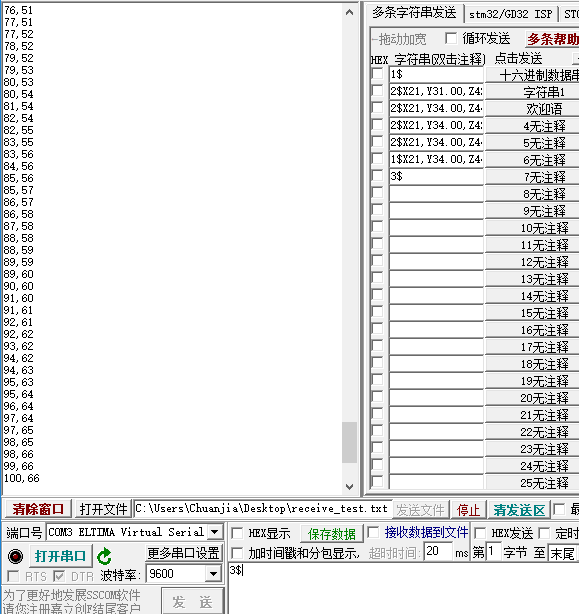 76,51
77,51
77,52
78,52
79,52
79,53
80,53
80,54
81,54
82,54
82,55
83,55
83,56
84,56
85,56
85,57
86,57
86,58
87,58
88,58
88,59
89,59
89,60
90,60
91,60
91,61
92,61
92,62
93,62
94,62
94,63
95,63
95,64
96,64
97,64
97,65
98,65
98,66
99,66
100,66
多条字符串发送 stm32/GD32 ISP STC
拖动加宽 循环发送 多条帮助
HEX 字符串(双击注释) 点击发送
1$ 十六进制数据串
2$X21,Y31.00,Z4 字符串1
2$X21,Y34.00,Z4 欢迎语
2$X21,Y34.00,Z4 4无注释
2$X21,Y34.00,Z4 5无注释
1$X21,Y34.00,Z4 6无注释
3$ 7无注释
8无注释
9无注释
10无注释
11无注释
12无注释
13无注释
14无注释
15无注释
16无注释
17无注释
18无注释
19无注释
20无注释
21无注释
22无注释
23无注释
24无注释
25无注释
清除窗口 打开文件 C:\Users\Chuanjia\Desktop\receive_test.txt 发送文件 停止 清发送区 最
端口号 COM3 ELTIMA Virtual Serial HEX显示 保存数据 接收数据到文件 HEX发送 定时
打开串口 更多串口设置 加时间戳和分包显示, 超时时间: 20 ms 第 1 字节 至 末尾
RTS DTR 波特率: 9600 3$
为了更好地发展SSCOM软件
请您注册嘉立创F结尾客户
发 送